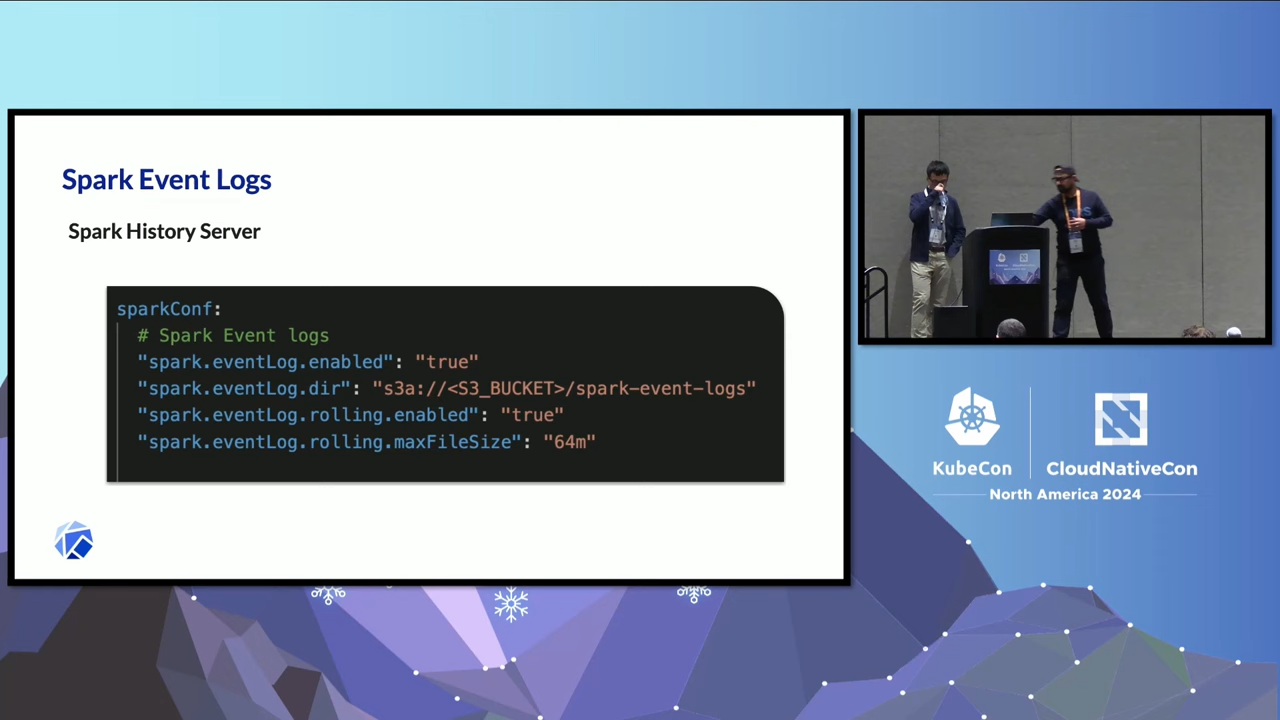 Spark Event Logs
Spark History Server
sparkConf:
# Spark Event logs
"spark.eventLog.enabled": "true"
"spark.eventLog.dir": "s3a://<S3_BUCKET>/spark-event-logs"
"spark.eventLog.rolling.enabled": "true"
"spark.eventLog.rolling.maxFileSize": "64m"
KubeCon
CloudNativeCon
North America 2024